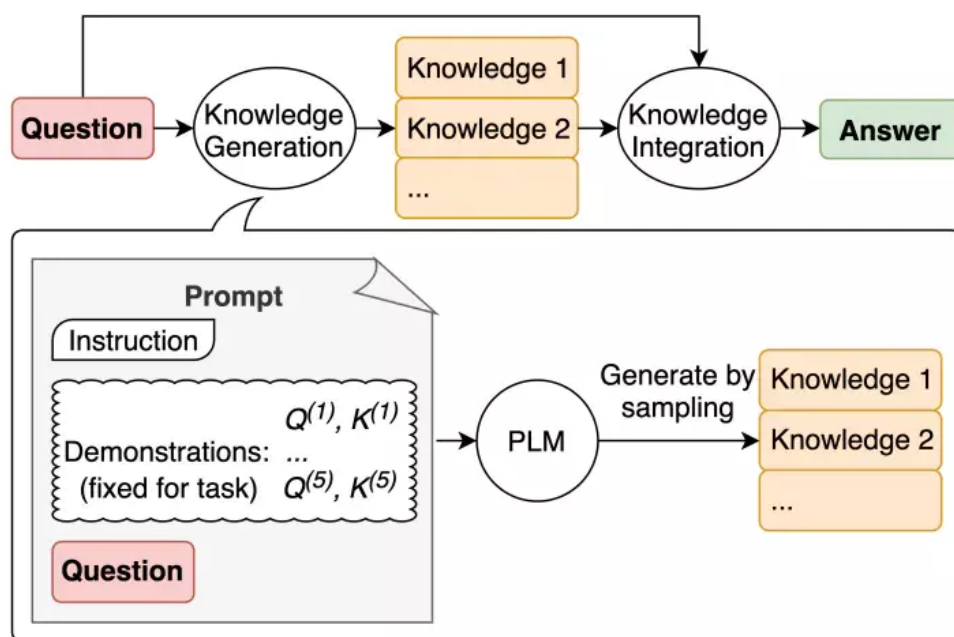 Question
Knowledge
Generation
Knowledge 1
Knowledge 2
...
Knowledge
Integration
Answer
Prompt
Instruction
Demonstrations:
(fixed for task)
Q(1), K(1)
...
Q(5), K(5)
Question
PLM
Generate by
sampling
Knowledge 1
Knowledge 2
...